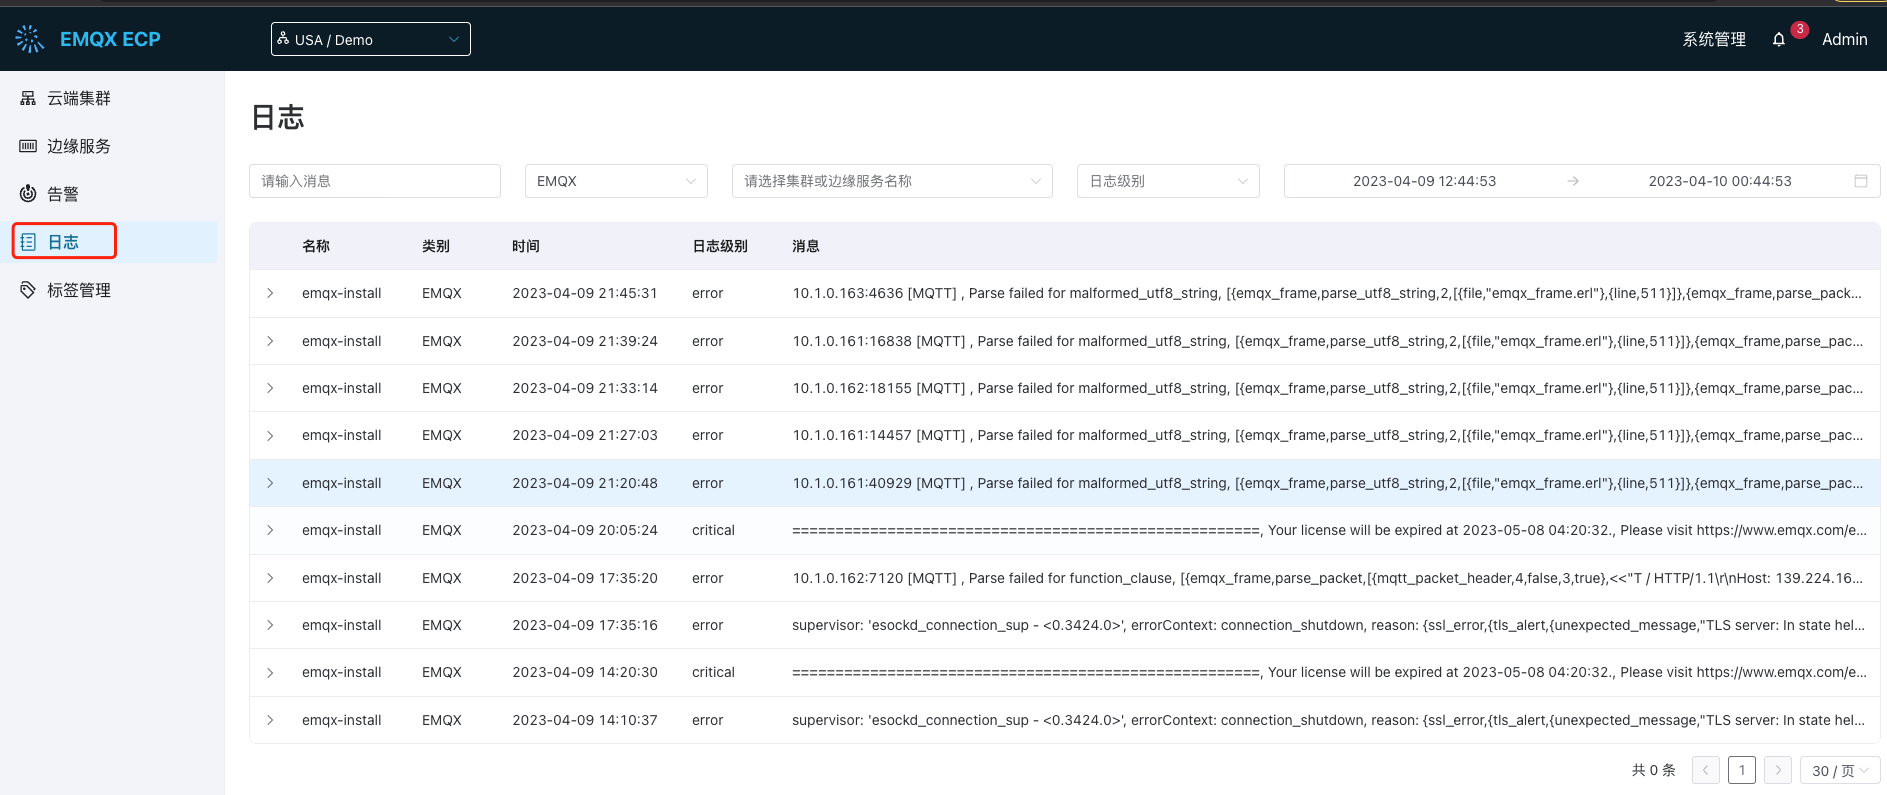 EMQX ECP
USA / Demo
系统管理
3
Admin
云端集群
边缘服务
告警
日志
标签管理
日志
请输入消息
EMQX
请选择集群或边缘服务名称
日志级别
2023-04-09 12:44:53 → 2023-04-10 00:44:53
名称 类别 时间 日志级别 消息
emqx-install EMQX 2023-04-09 21:45:31 error 10.1.0.163:4636 [MQTT] , Parse failed for malformed_utf8_string, [{emqx_frame,parse_utf8_string,2,[{file,"emqx_frame.erl"},{line,511}]},{emqx_frame,parse_pack...
emqx-install EMQX 2023-04-09 21:39:24 error 10.1.0.161:16838 [MQTT] , Parse failed for malformed_utf8_string, [{emqx_frame,parse_utf8_string,2,[{file,"emqx_frame.erl"},{line,511}]},{emqx_frame,parse_pac...
emqx-install EMQX 2023-04-09 21:33:14 error 10.1.0.162:18155 [MQTT] , Parse failed for malformed_utf8_string, [{emqx_frame,parse_utf8_string,2,[{file,"emqx_frame.erl"},{line,511}]},{emqx_frame,parse_pac...
emqx-install EMQX 2023-04-09 21:27:03 error 10.1.0.161:14457 [MQTT] , Parse failed for malformed_utf8_string, [{emqx_frame,parse_utf8_string,2,[{file,"emqx_frame.erl"},{line,511}]},{emqx_frame,parse_pac...
emqx-install EMQX 2023-04-09 21:20:48 error 10.1.0.161:40929 [MQTT] , Parse failed for malformed_utf8_string, [{emqx_frame,parse_utf8_string,2,[{file,"emqx_frame.erl"},{line,511}]},{emqx_frame,parse_pac...
emqx-install EMQX 2023-04-09 20:05:24 critical ======================================================, Your license will be expired at 2023-05-08 04:20:32., Please visit https://www.emqx.com/e...
emqx-install EMQX 2023-04-09 17:35:20 error 10.1.0.162:7120 [MQTT] , Parse failed for function_clause, [{emqx_frame,parse_packet,[{mqtt_packet_header,4,false,3,true},<<"T / HTTP/1.1\r\nHost: 139.224.16...
emqx-install EMQX 2023-04-09 17:35:16 error supervisor: 'esockd_connection_sup - <0.3424.0>', errorContext: connection_shutdown, reason: {ssl_error,{tls_alert,{unexpected_message,"TLS server: In state hel...
emqx-install EMQX 2023-04-09 14:20:30 critical ======================================================, Your license will be expired at 2023-05-08 04:20:32., Please visit https://www.emqx.com/e...
emqx-install EMQX 2023-04-09 14:10:37 error supervisor: 'esockd_connection_sup - <0.3424.0>', errorContext: connection_shutdown, reason: {ssl_error,{tls_alert,{unexpected_message,"TLS server: In state hel...
共 0 条 1 30 / 页